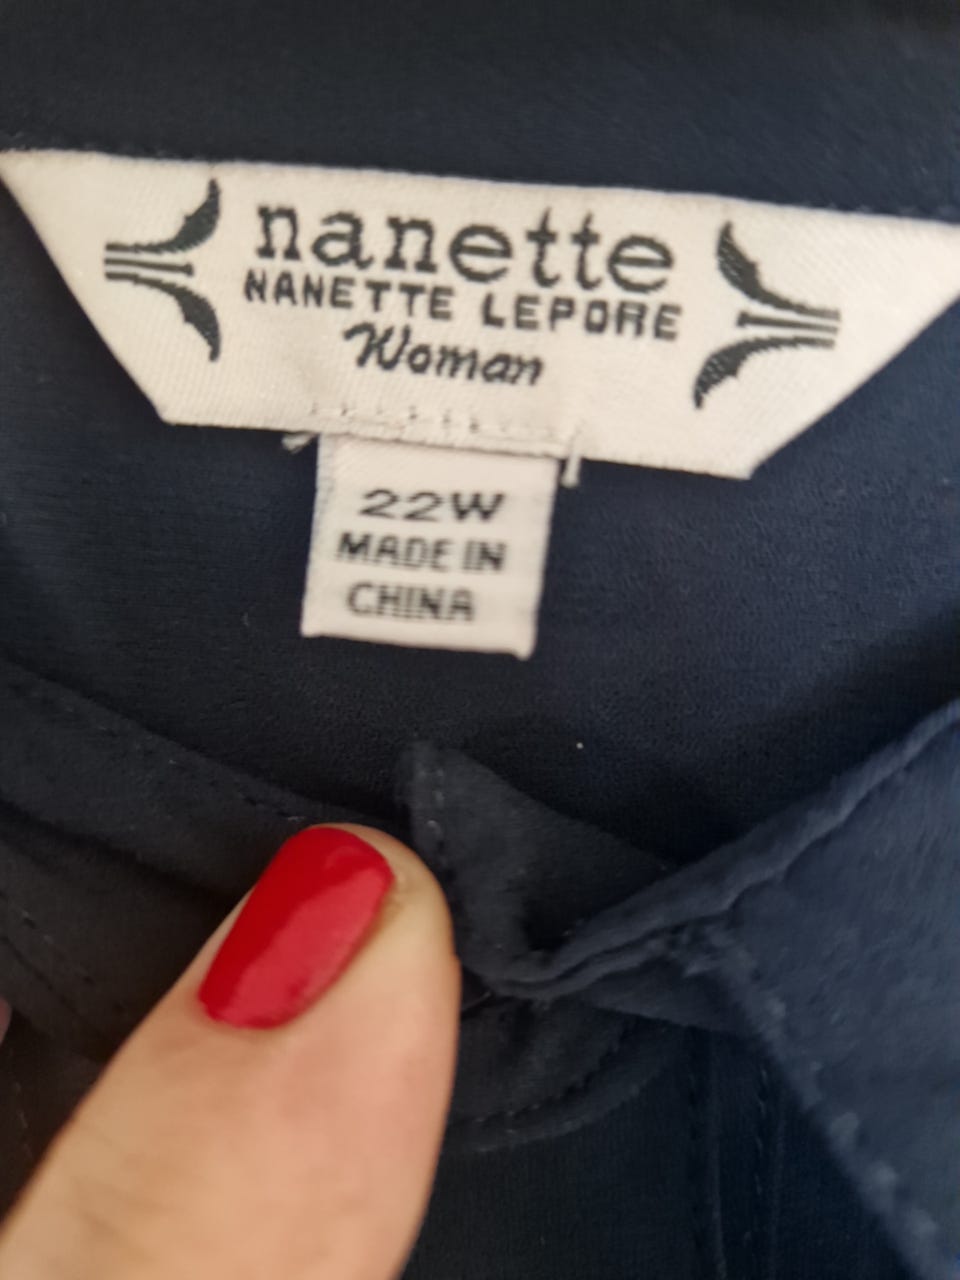 nanette
NANETTE LEPORE
Woman
22W
MADE IN
CHINA